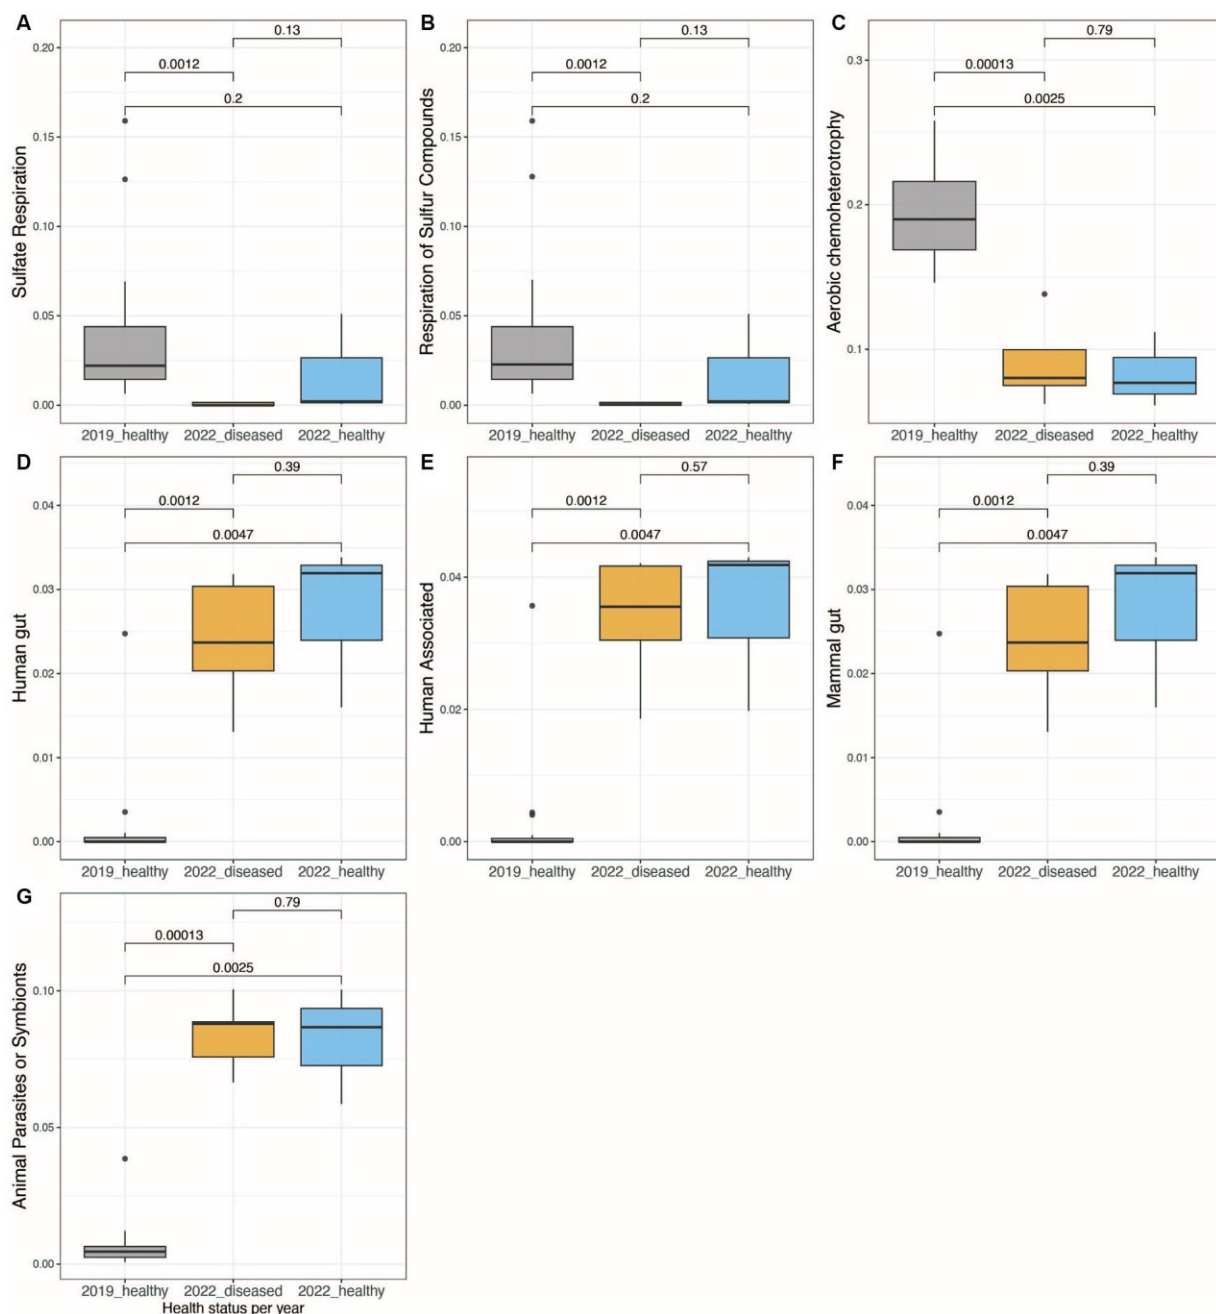 A
Sulfate Respiration
0.20
0.15
0.10
0.05
0.00
0.13
0.0012
0.2
2019_healthy 2022_diseased 2022_healthy
B
Respiration of Sulfur Compounds
0.20
0.15
0.10
0.05
0.00
0.13
0.0012
0.2
2019_healthy 2022_diseased 2022_healthy
C
Aerobic chemoheterotrophy
0.3
0.2
0.1
0.79
0.00013
0.0025
2019_healthy 2022_diseased 2022_healthy
D
Human gut
0.04
0.03
0.02
0.01
0.00
0.39
0.0012
0.0047
2019_healthy 2022_diseased 2022_healthy
E
Human Associated
0.04
0.02
0.00
0.57
0.0012
0.0047
2019_healthy 2022_diseased 2022_healthy
F
Mammal gut
0.04
0.03
0.02
0.01
0.00
0.39
0.0012
0.0047
2019_healthy 2022_diseased 2022_healthy
G
Animal Parasites or Symbionts
0.10
0.05
0.00
0.79
0.00013
0.0025
2019_healthy 2022_diseased 2022_healthy
Health status per year